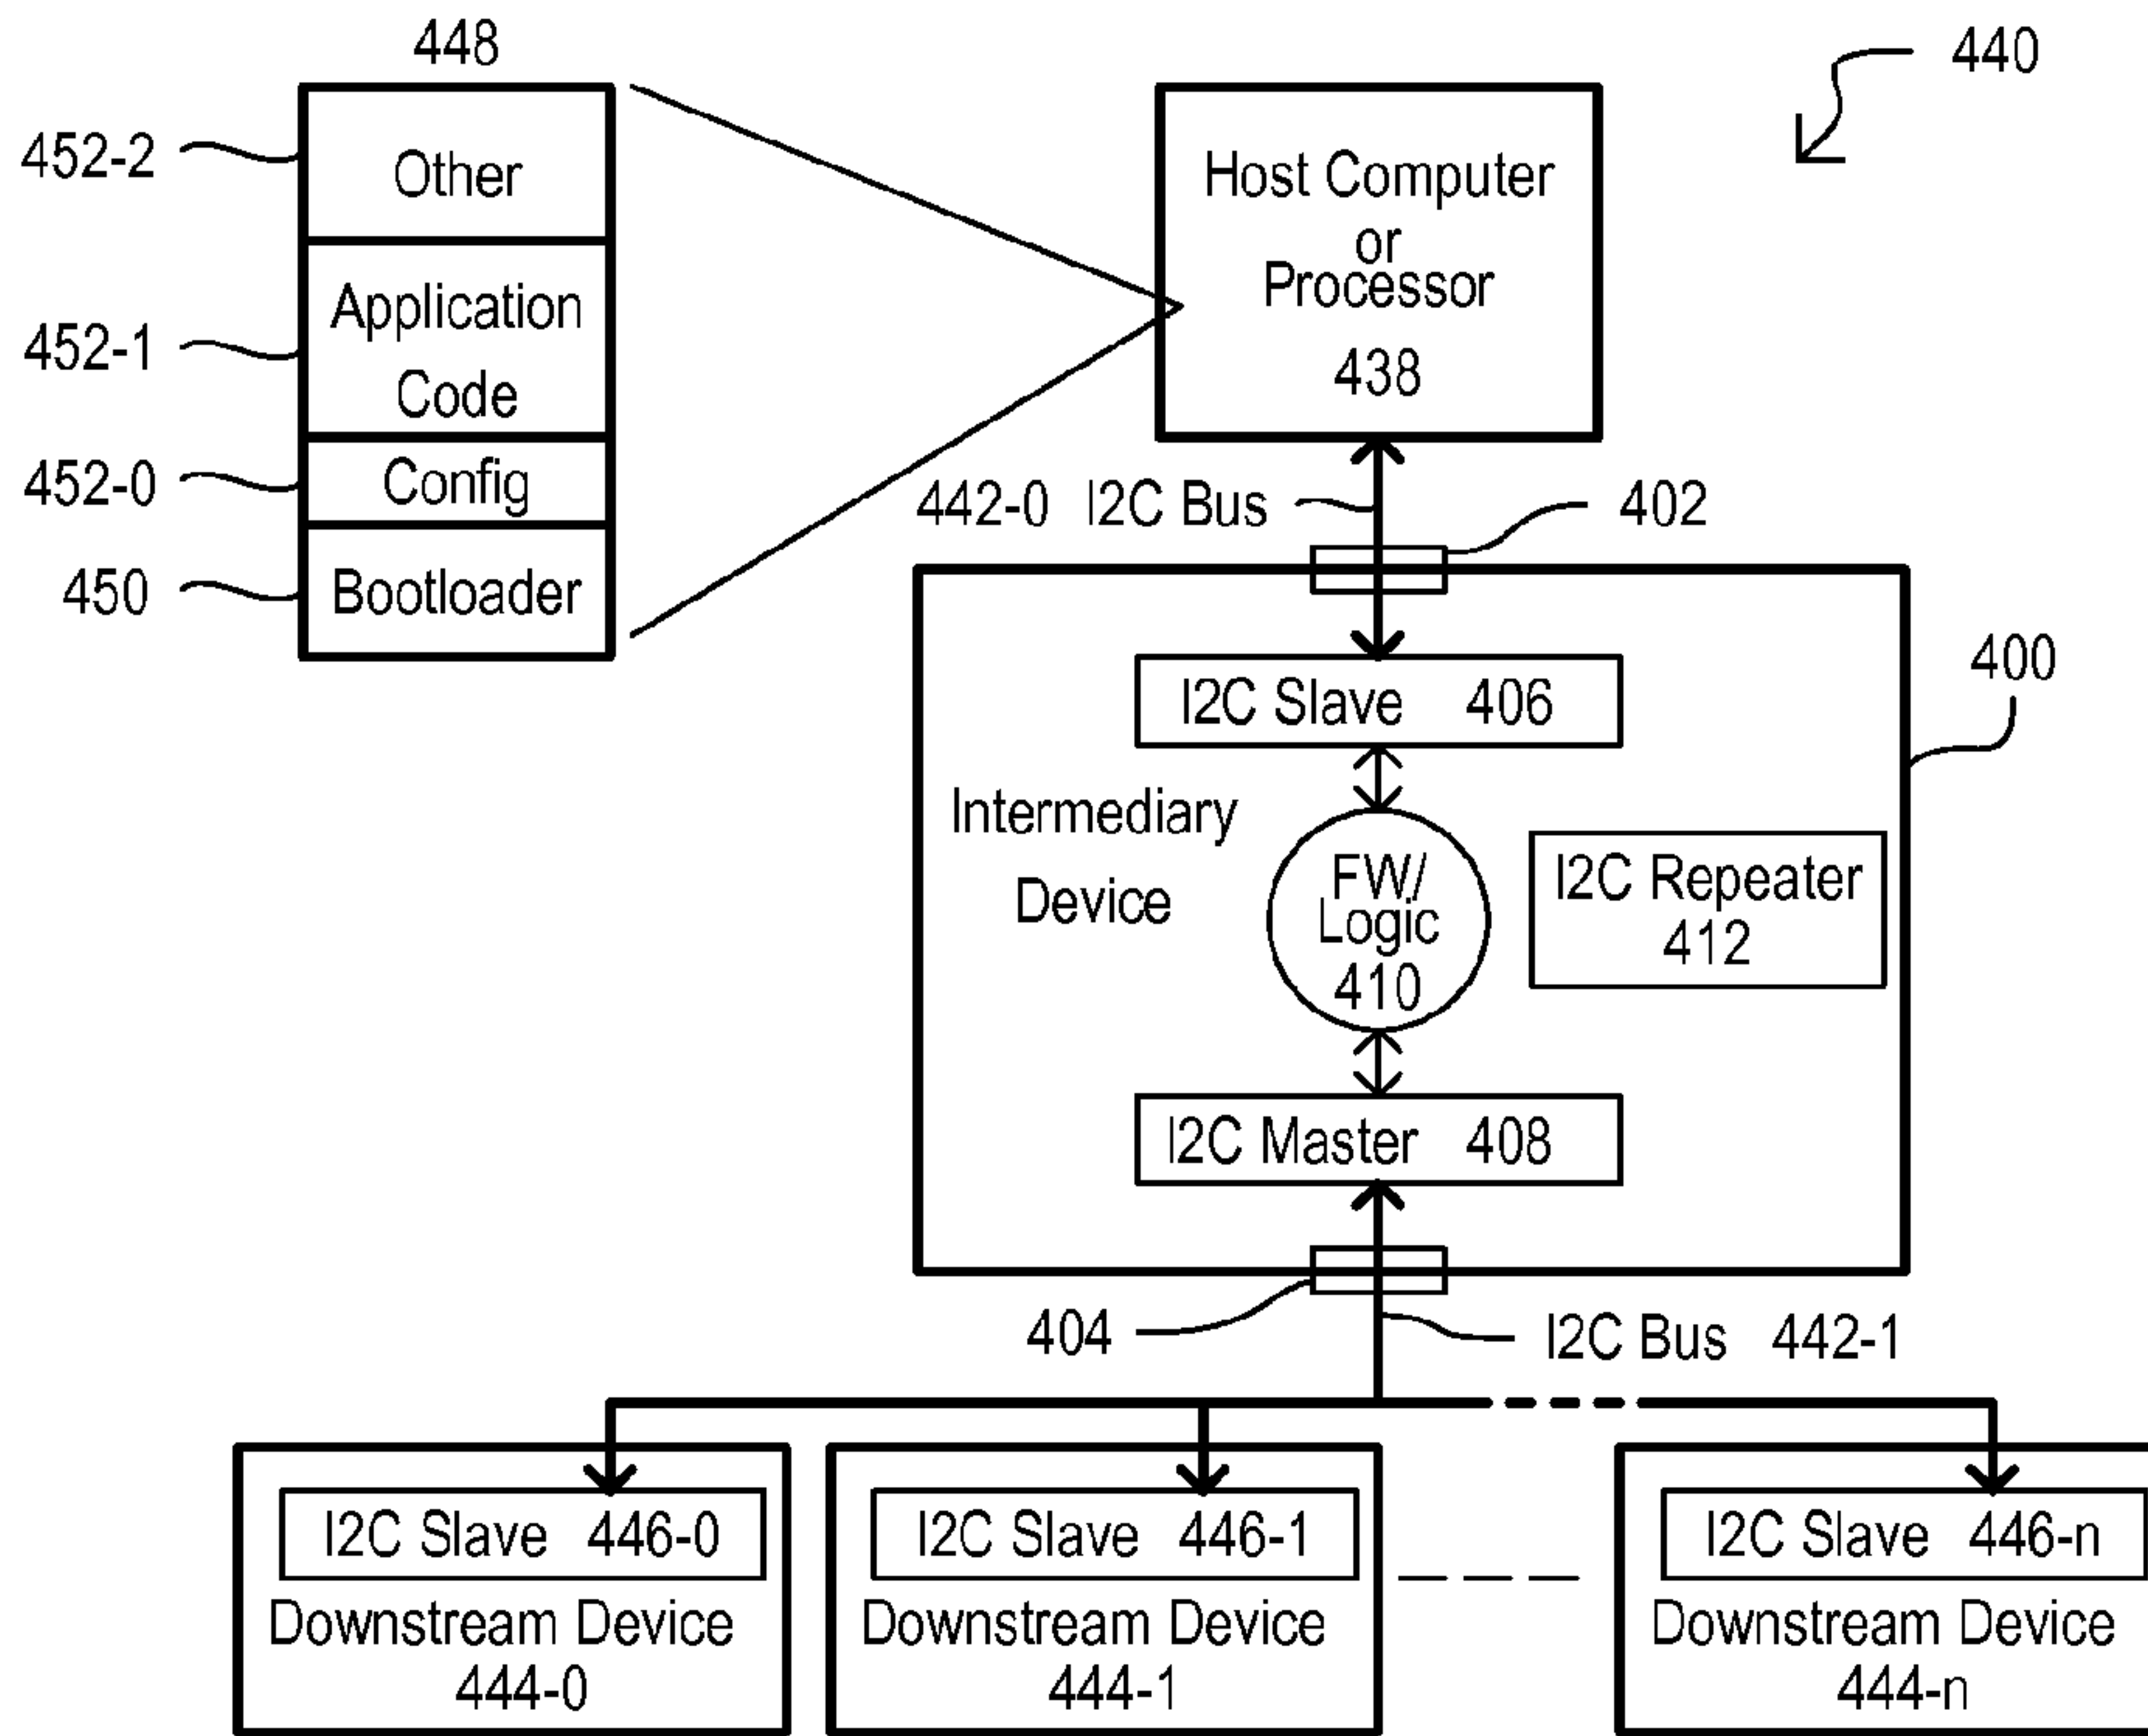 448
440
452-2
Other
452-1
Application
Code
452-0
Config
450
Bootloader
Host Computer
or
Processor
438
442-0 I2C Bus
402
400
I2C Slave 406
Intermediary
Device
FW/
Logic
410
I2C Repeater
412
I2C Master 408
404
I2C Bus 442-1
I2C Slave 446-0
Downstream Device
444-0
I2C Slave 446-1
Downstream Device
444-1
I2C Slave 446-n
Downstream Device
444-n